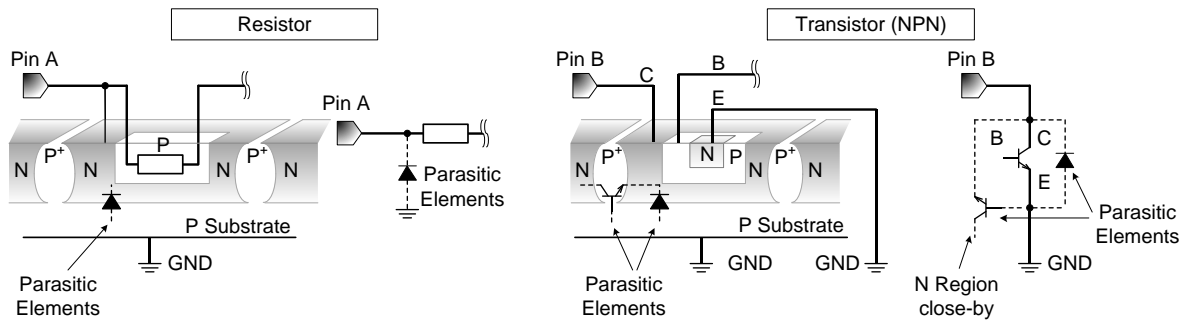 Resistor
Transistor (NPN)
Pin A
Pin A
P
N
P+
N
N
P+
N
Parasitic
Elements
P Substrate
GND
Parasitic
Elements
Pin B
C
B
E
Pin B
N
P+
N
N
P
N
P+
N
P Substrate
GND
GND
Parasitic
Elements
B
C
E
Parasitic
Elements
GND
N Region
close-by